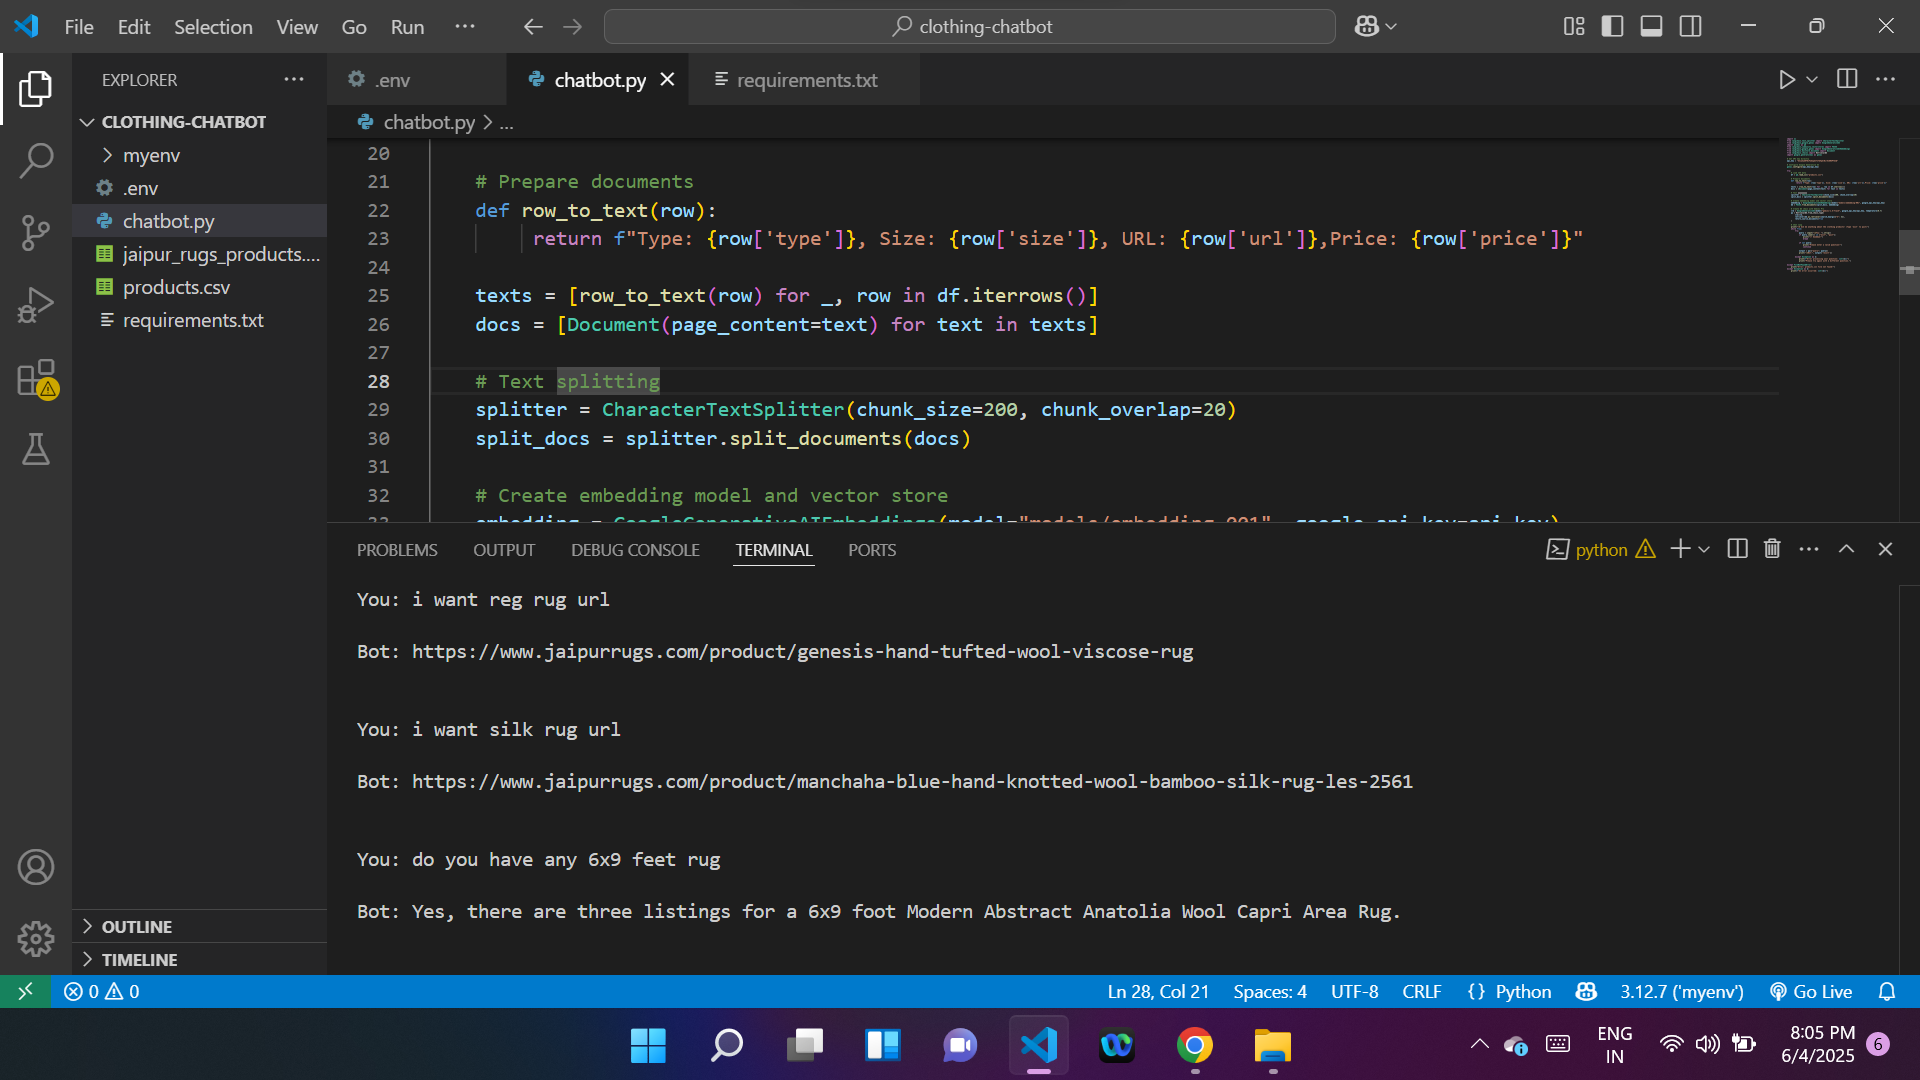 File Edit Selection View Go Run ··· clothing-chatbot
EXPLORER ···
CLOTHING-CHATBOT
myenv
.env
chatbot.py
jaipur_rugs_products....
products.csv
requirements.txt
OUTLINE
TIMELINE
.env chatbot.py requirements.txt
chatbot.py > ...
20
21 # Prepare documents
22 def row_to_text(row):
23 return f"Type: {row['type']}, Size: {row['size']}, URL: {row['url']},Price: {row['price']}"
24
25 texts = [row_to_text(row) for _, row in df.iterrows()]
26 docs = [Document(page_content=text) for text in texts]
27
28 # Text splitting
29 splitter = CharacterTextSplitter(chunk_size=200, chunk_overlap=20)
30 split_docs = splitter.split_documents(docs)
31
32 # Create embedding model and vector store
33 embedding = GoogleGenerativeAIEmbeddings(model="models/embedding-001", google_api_key=api_key)
PROBLEMS OUTPUT DEBUG CONSOLE TERMINAL PORTS python
You: i want reg rug url
Bot: https://www.jaipurrugs.com/product/genesis-hand-tufted-wool-viscose-rug
You: i want silk rug url
Bot: https://www.jaipurrugs.com/product/manchaha-blue-hand-knotted-wool-bamboo-silk-rug-les-2561
You: do you have any 6x9 feet rug
Bot: Yes, there are three listings for a 6x9 foot Modern Abstract Anatolia Wool Capri Area Rug.
0 0 Ln 28, Col 21 Spaces: 4 UTF-8 CRLF {} Python 3.12.7 ('myenv') Go Live
ENG
IN
8:05 PM
6/4/2025
6